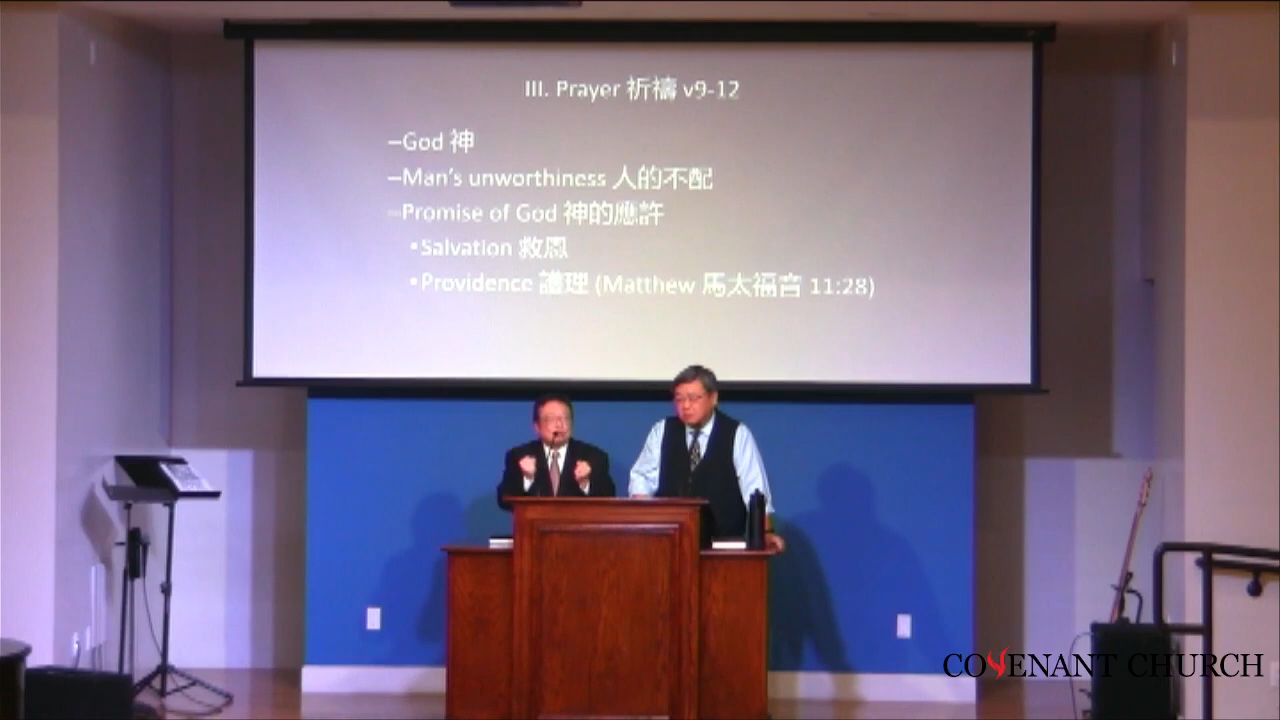 III. Prayer 祈禱 v9-12
–God 神
–Man's unworthiness 人的不配
–Promise of God 神的應許
•Salvation 救恩
•Providence 護理 (Matthew 馬太福音 11:28)
COVENANT CHURCH